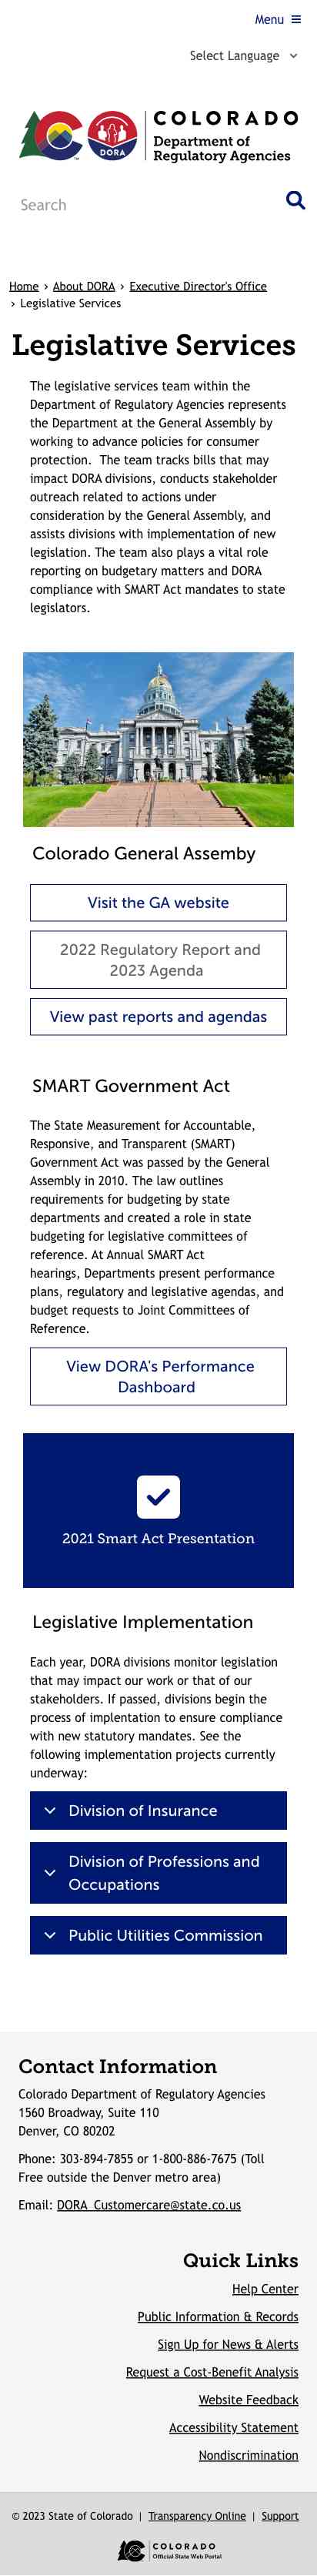 Menu
Select Language
COLORADO
Department of
Regulatory Agencies
DORA
Search
Home › About DORA › Executive Director's Office
› Legislative Services
Legislative Services
The legislative services team within the
Department of Regulatory Agencies represents
the Department at the General Assembly by
working to advance policies for consumer
protection.  The team tracks bills that may
impact DORA divisions, conducts stakeholder
outreach related to actions under
consideration by the General Assembly, and
assists divisions with implementation of new
legislation. The team also plays a vital role
reporting on budgetary matters and DORA
compliance with SMART Act mandates to state
legislators.
Colorado General Assemby
Visit the GA website
2022 Regulatory Report and
2023 Agenda
View past reports and agendas
SMART Government Act
The State Measurement for Accountable,
Responsive, and Transparent (SMART)
Government Act was passed by the General
Assembly in 2010. The law outlines
requirements for budgeting by state
departments and created a role in state
budgeting for legislative committees of
reference. At Annual SMART Act
hearings, Departments present performance
plans, regulatory and legislative agendas, and
budget requests to Joint Committees of
Reference.
View DORA's Performance
Dashboard
2021 Smart Act Presentation
Legislative Implementation
Each year, DORA divisions monitor legislation
that may impact our work or that of our
stakeholders. If passed, divisions begin the
process of implentation to ensure compliance
with new statutory mandates. See the
following implementation projects currently
underway:
Division of Insurance
Division of Professions and
Occupations
Public Utilities Commission
Contact Information
Colorado Department of Regulatory Agencies
1560 Broadway, Suite 110
Denver, CO 80202
Phone: 303-894-7855 or 1-800-886-7675 (Toll
Free outside the Denver metro area)
Email: DORA_Customercare@state.co.us
Quick Links
Help Center
Public Information & Records
Sign Up for News & Alerts
Request a Cost-Benefit Analysis
Website Feedback
Accessibility Statement
Nondiscrimination
© 2023 State of Colorado | Transparency Online | Support
COLORADO
Official State Web Portal